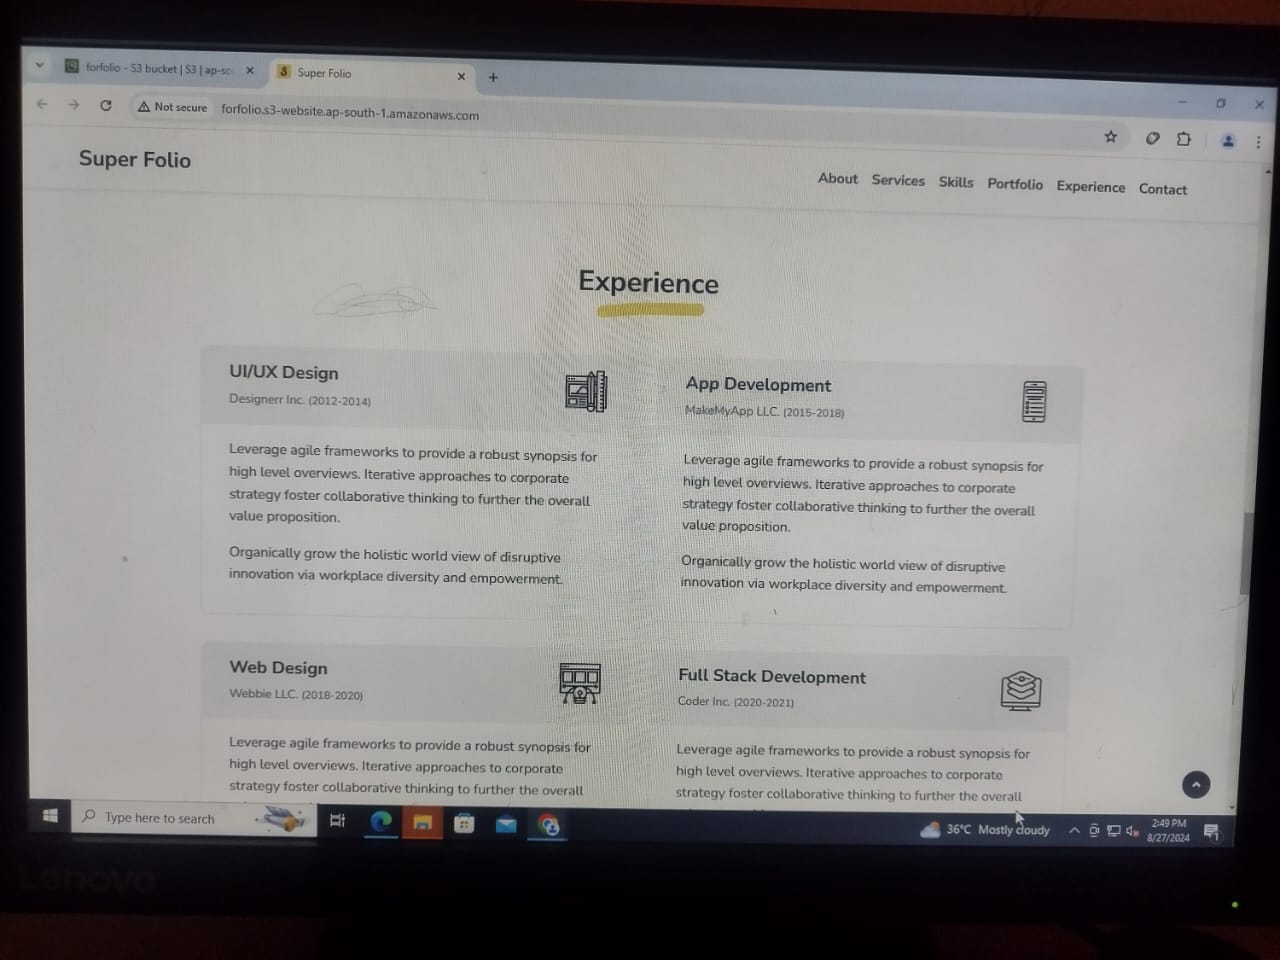 forfolio - S3 bucket | S3 | ap-so
Super Folio
Not secure
forfolio.s3-website.ap-south-1.amazonaws.com
Super Folio
About Services Skills Portfolio Experience Contact
Experience
UI/UX Design
Designerr Inc. (2012-2014)
Leverage agile frameworks to provide a robust synopsis for
high level overviews. Iterative approaches to corporate
strategy foster collaborative thinking to further the overall
value proposition.
Organically grow the holistic world view of disruptive
innovation via workplace diversity and empowerment.
App Development
MakeMyApp LLC. (2015-2018)
Leverage agile frameworks to provide a robust synopsis for
high level overviews. Iterative approaches to corporate
strategy foster collaborative thinking to further the overall
value proposition.
Organically grow the holistic world view of disruptive
innovation via workplace diversity and empowerment.
Web Design
Webbie LLC. (2018-2020)
Leverage agile frameworks to provide a robust synopsis for
high level overviews. Iterative approaches to corporate
strategy foster collaborative thinking to further the overall
Full Stack Development
Coder Inc. (2020-2021)
Leverage agile frameworks to provide a robust synopsis for
high level overviews. Iterative approaches to corporate
strategy foster collaborative thinking to further the overall
Type here to search
36°C Mostly cloudy
2:49 PM
8/27/2024
1
Lenovo